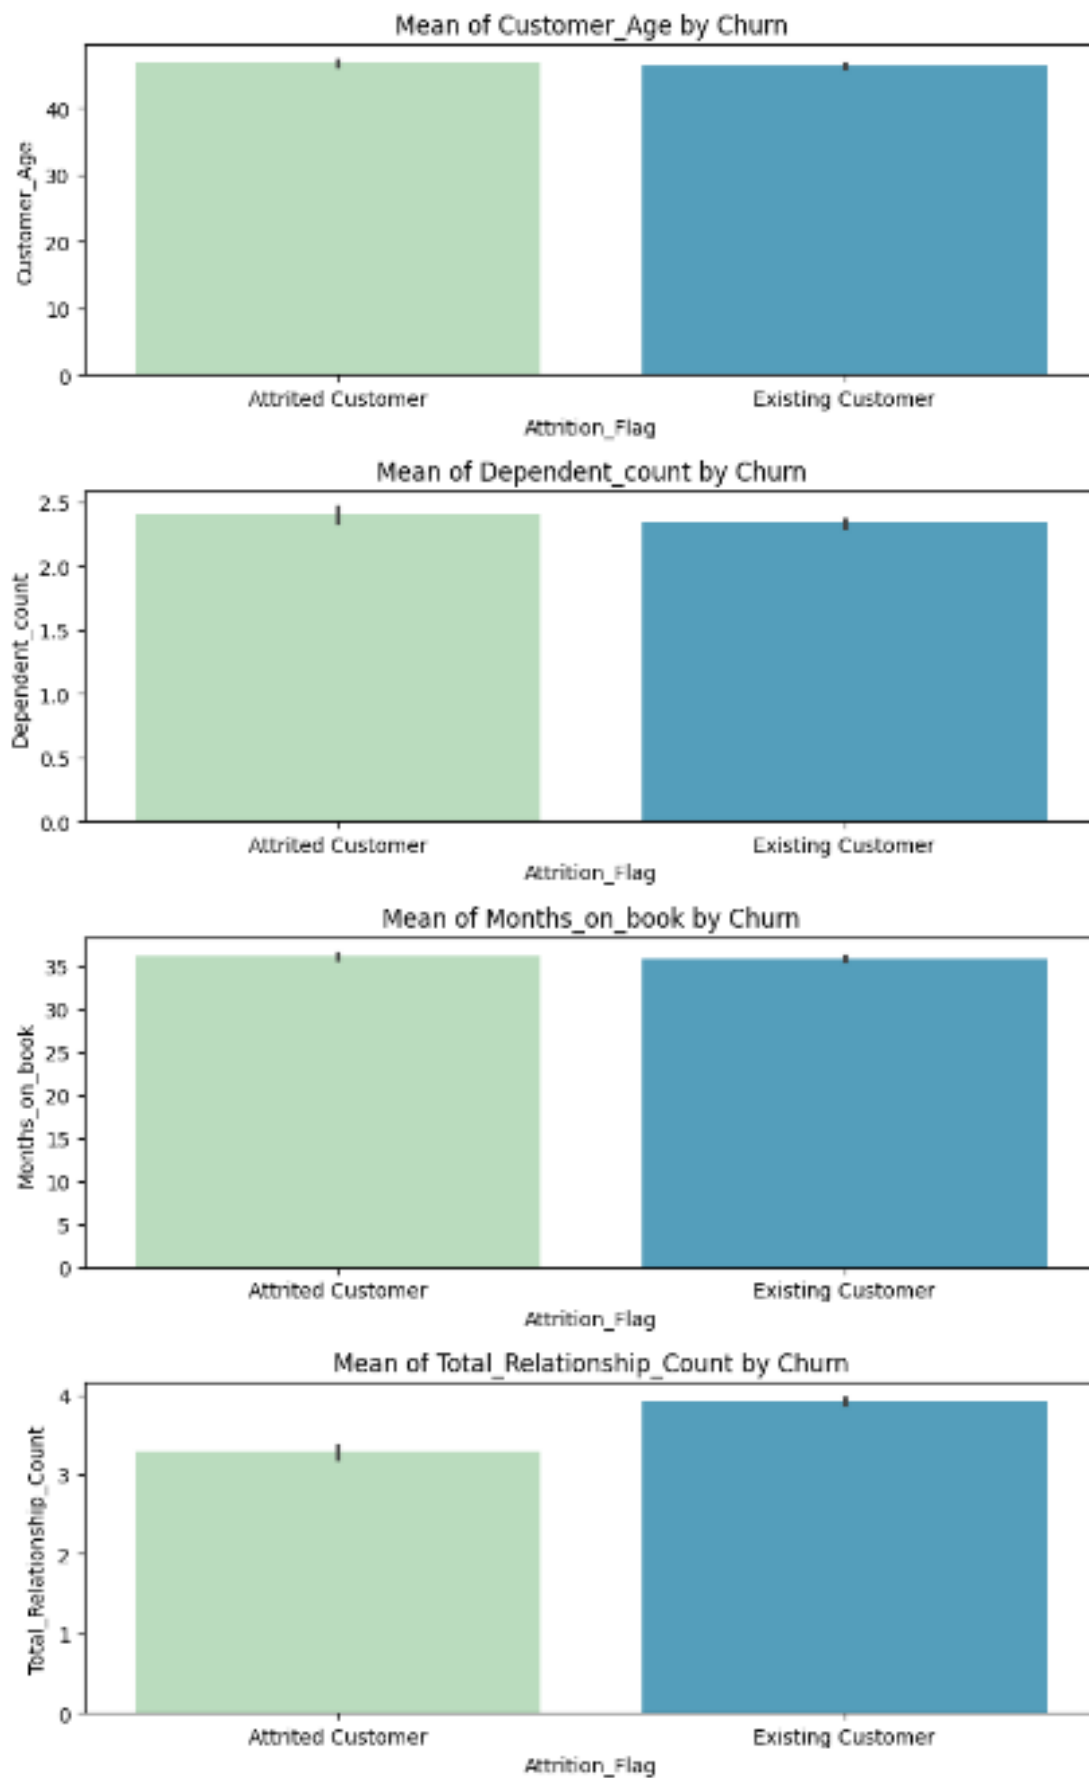 Mean of Customer_Age by Churn
Customer_Age
40
30
20
10
0
Attrited Customer Existing Customer
Attrition_Flag
Mean of Dependent_count by Churn
Dependent_count
2.5
2.0
1.5
1.0
0.5
0.0
Attrited Customer Existing Customer
Attrition_Flag
Mean of Months_on_book by Churn
Months_on_book
35
30
25
20
15
10
5
0
Attrited Customer Existing Customer
Attrition_Flag
Mean of Total_Relationship_Count by Churn
Total_Relationship_Count
4
3
2
1
0
Attrited Customer Existing Customer
Attrition_Flag